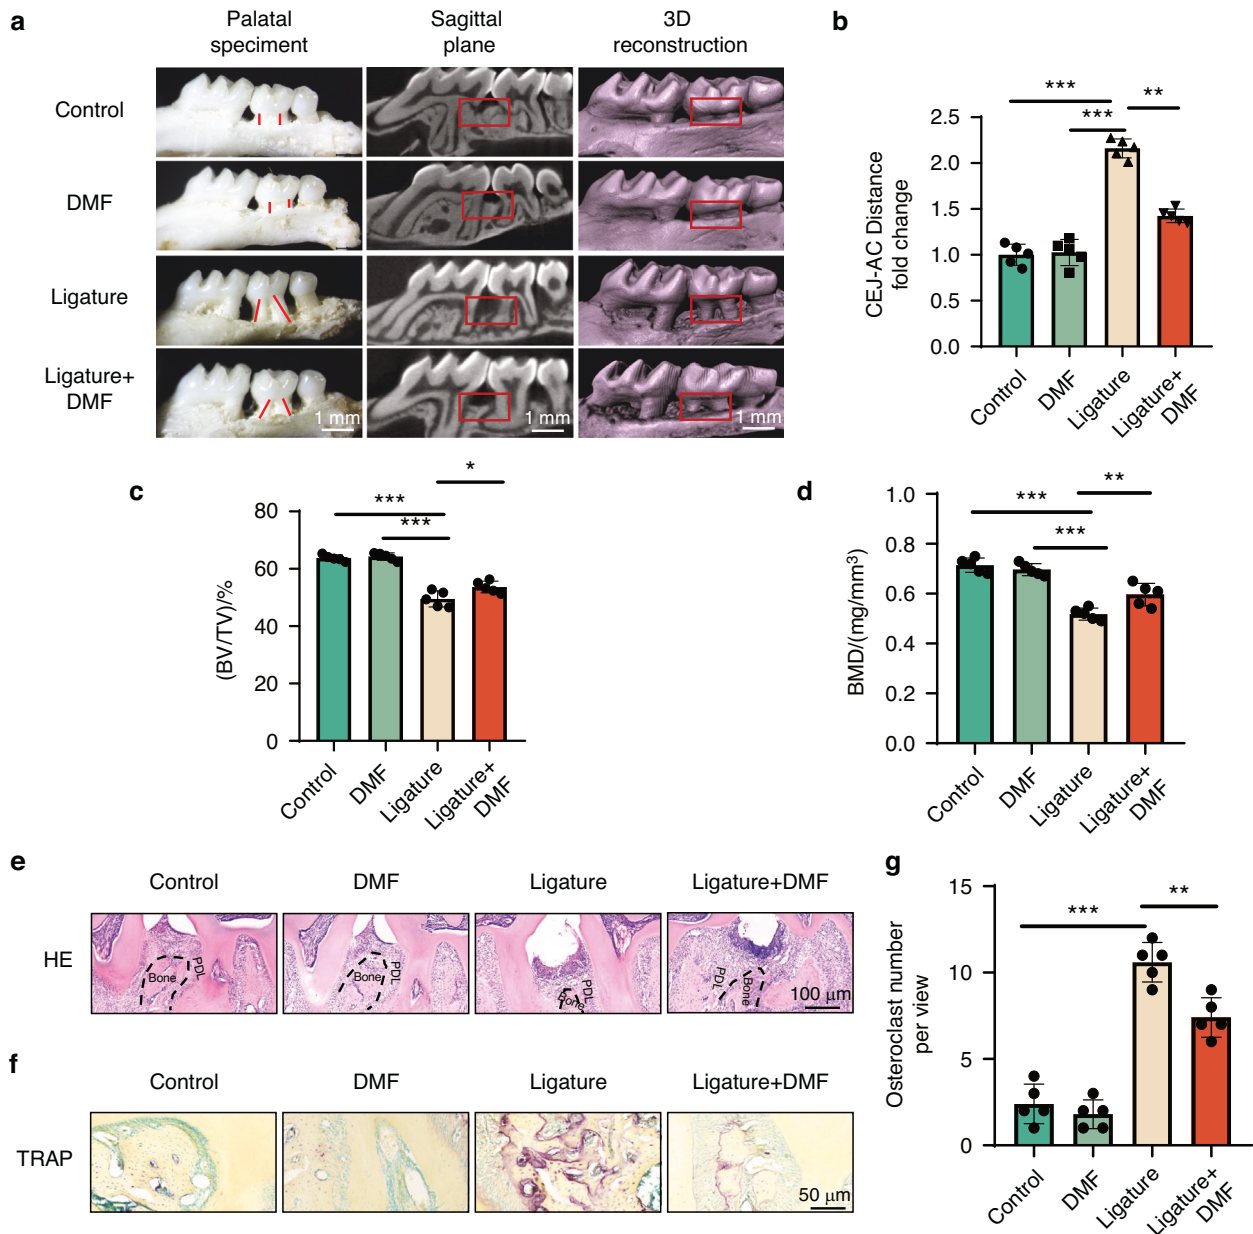 a
Palatal
speciment
Sagittal
plane
3D
reconstruction
Control
DMF
Ligature
Ligature+
DMF
1 mm
1 mm
1 mm
b
CEJ-AC Distance
fold change
2.5
2.0
1.5
1.0
0.5
0.0
***
***
**
Control
DMF
Ligature
Ligature+
DMF
c
(BV/TV)/%
80
60
40
20
0
***
***
*
Control
DMF
Ligature
Ligature+
DMF
d
BMD/(mg/mm³)
1.0
0.8
0.6
0.4
0.2
0.0
***
***
**
Control
DMF
Ligature
Ligature+
DMF
e
Control
DMF
Ligature
Ligature+DMF
HE
Bone
PDL
Bone
PDL
Bone
PDL
PDL
Bone
100 μm
f
Control
DMF
Ligature
Ligature+DMF
TRAP
50 μm
g
Osteroclast number
per view
15
10
5
0
***
**
Control
DMF
Ligature
Ligature+
DMF